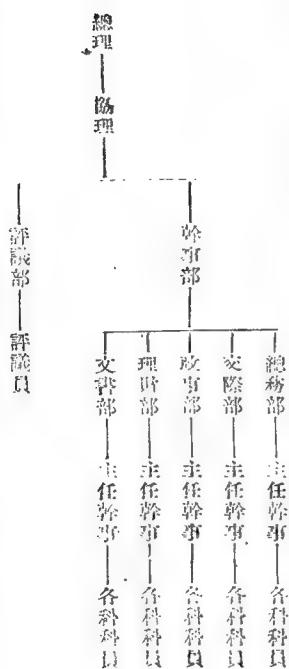 總理
協理
幹事部
總務部 主任幹事 各科科員
交際部 主任幹事 各科科員
政事部 主任幹事 各科科員
理財部 主任幹事 各科科員
文書部 主任幹事 各科科員
評議部 評議員